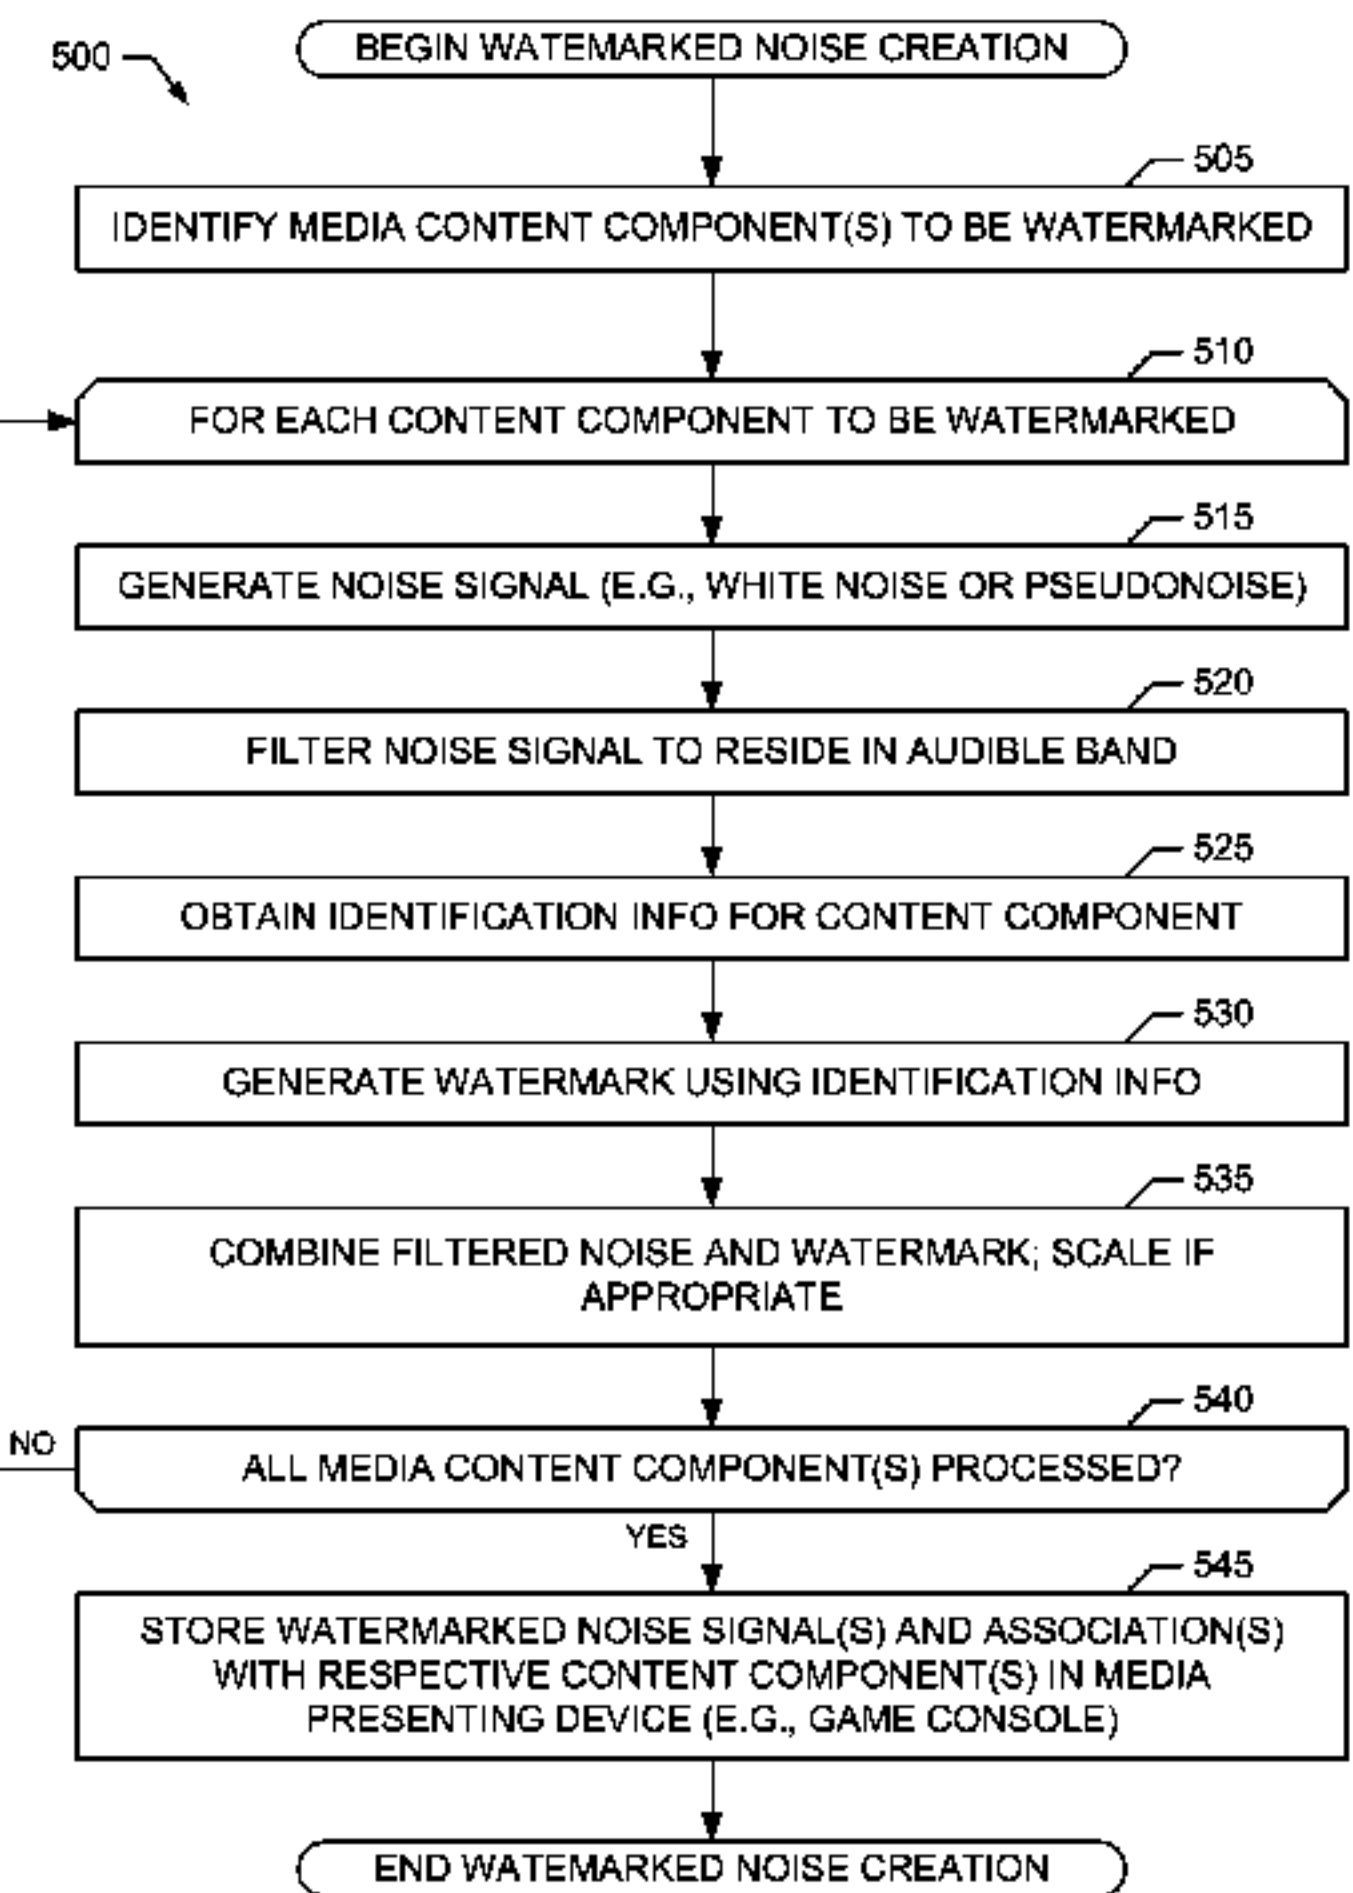 500
BEGIN WATEMARKED NOISE CREATION
505
IDENTIFY MEDIA CONTENT COMPONENT(S) TO BE WATERMARKED
510
FOR EACH CONTENT COMPONENT TO BE WATERMARKED
515
GENERATE NOISE SIGNAL (E.G., WHITE NOISE OR PSEUDONOISE)
520
FILTER NOISE SIGNAL TO RESIDE IN AUDIBLE BAND
525
OBTAIN IDENTIFICATION INFO FOR CONTENT COMPONENT
530
GENERATE WATERMARK USING IDENTIFICATION INFO
535
COMBINE FILTERED NOISE AND WATERMARK; SCALE IF
APPROPRIATE
540
NO
ALL MEDIA CONTENT COMPONENT(S) PROCESSED?
YES
545
STORE WATERMARKED NOISE SIGNAL(S) AND ASSOCIATION(S)
WITH RESPECTIVE CONTENT COMPONENT(S) IN MEDIA
PRESENTING DEVICE (E.G., GAME CONSOLE)
END WATEMARKED NOISE CREATION